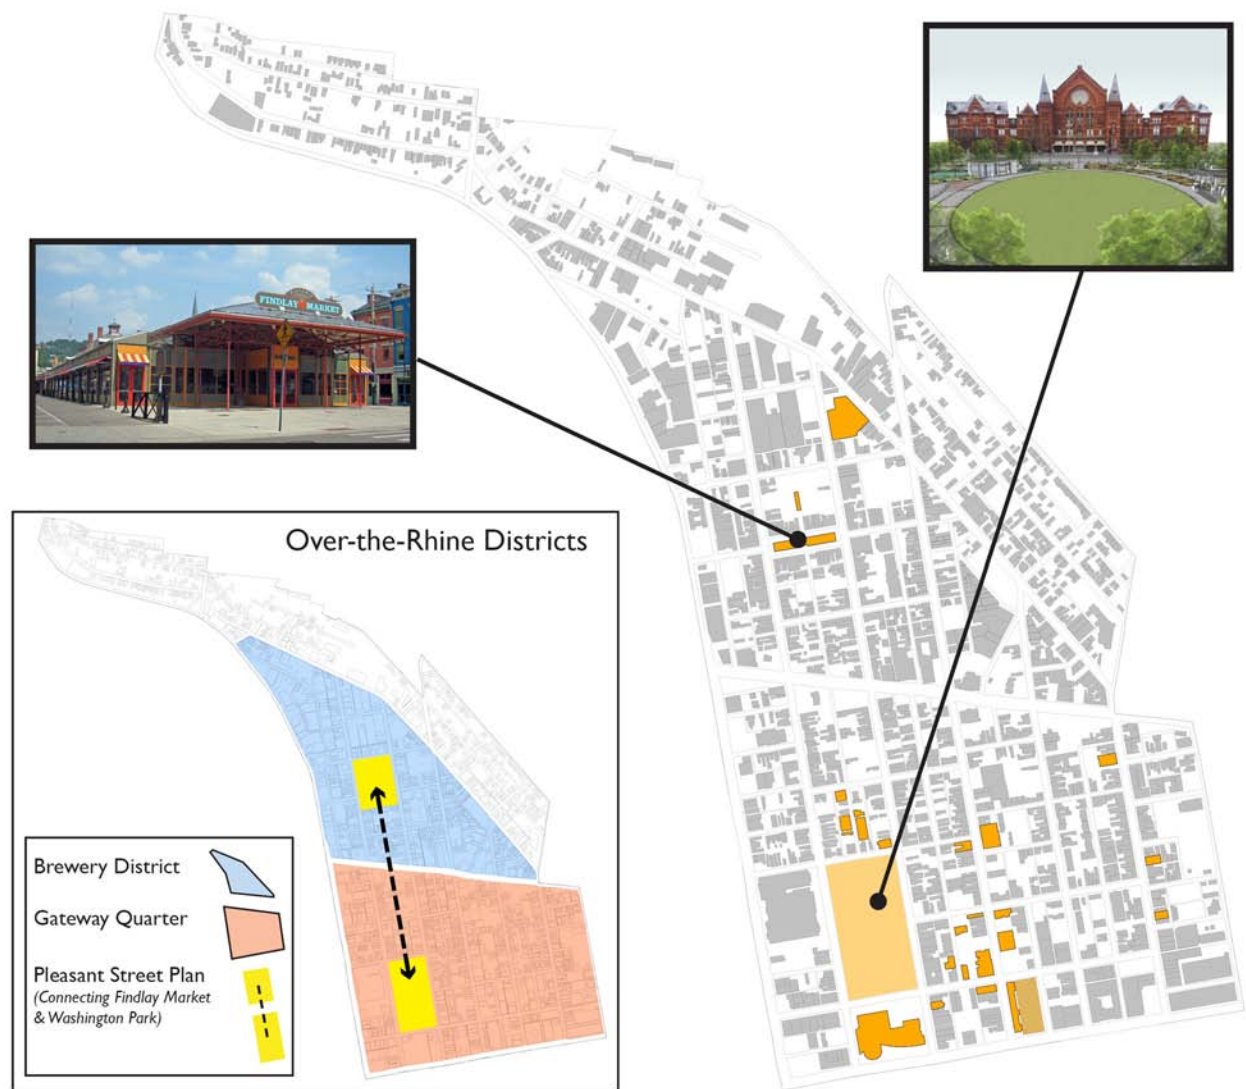 FINDLAY MARKET
Over-the-Rhine Districts
Brewery District
Gateway Quarter
Pleasant Street Plan
(Connecting Findlay Market
& Washington Park)